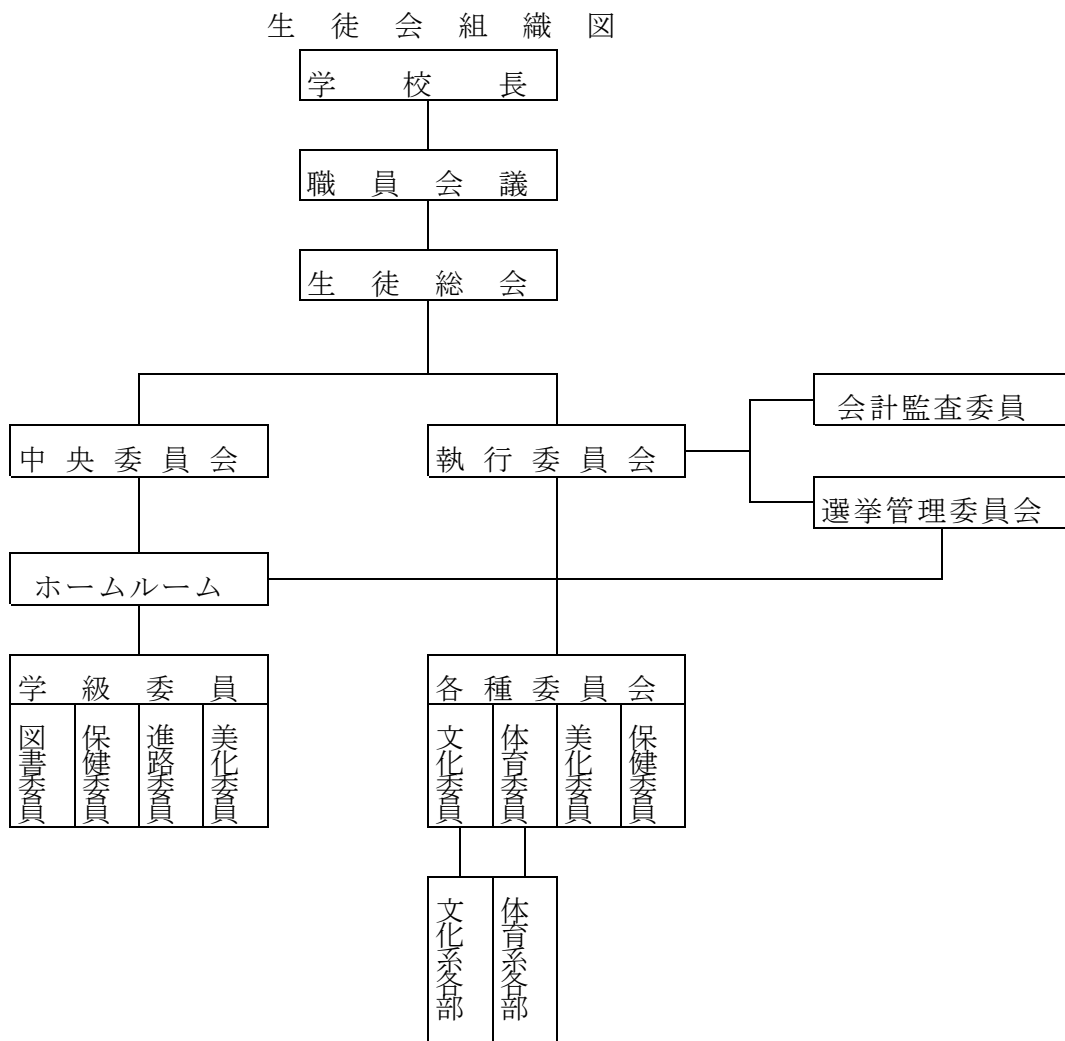 生徒会組織図
学校長
職員会議
生徒総会
会計監査委員
中央委員会
執行委員会
選挙管理委員会
ホームルーム
学級委員
図書委員
保健委員
進路委員
美化委員
各種委員会
文化委員
体育委員
美化委員
保健委員
文化系各部
体育系各部